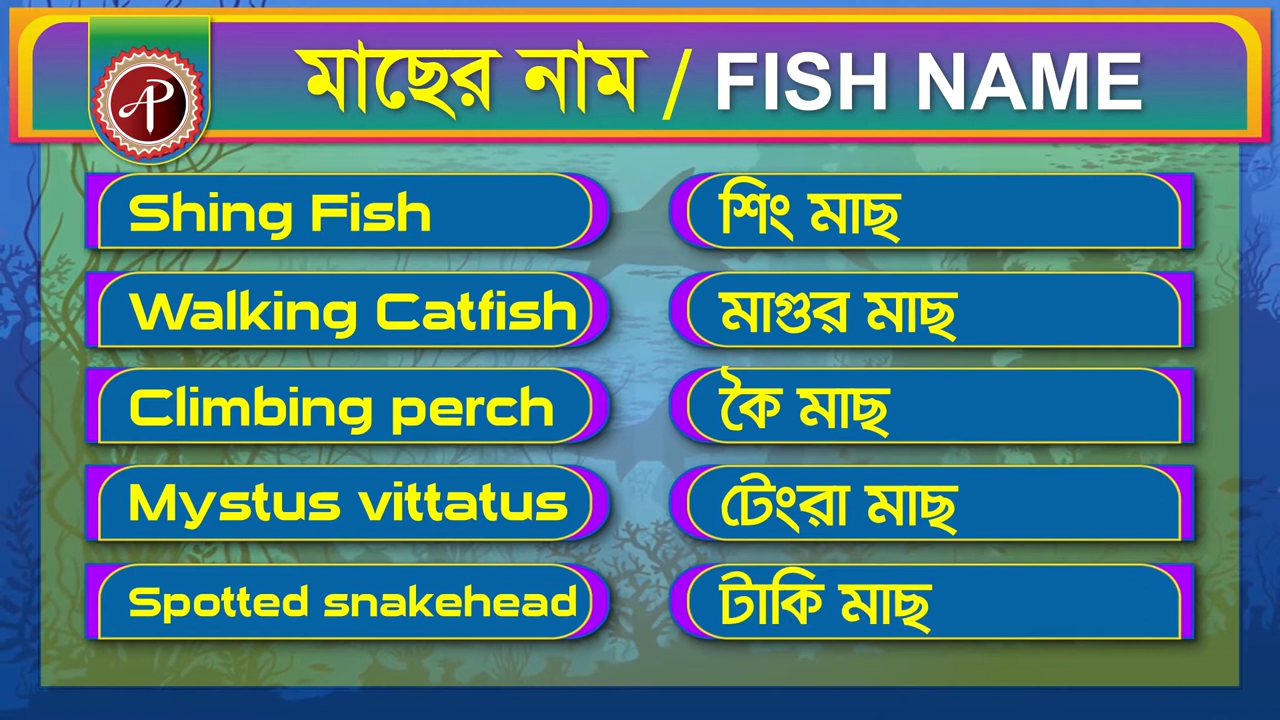 মাছের নাম / FISH NAME
Shing Fish
শিং মাছ
Walking Catfish
মাগুর মাছ
Climbing perch
কৈ মাছ
Mystus vittatus
টেংরা মাছ
Spotted snakehead
টাকি মাছ